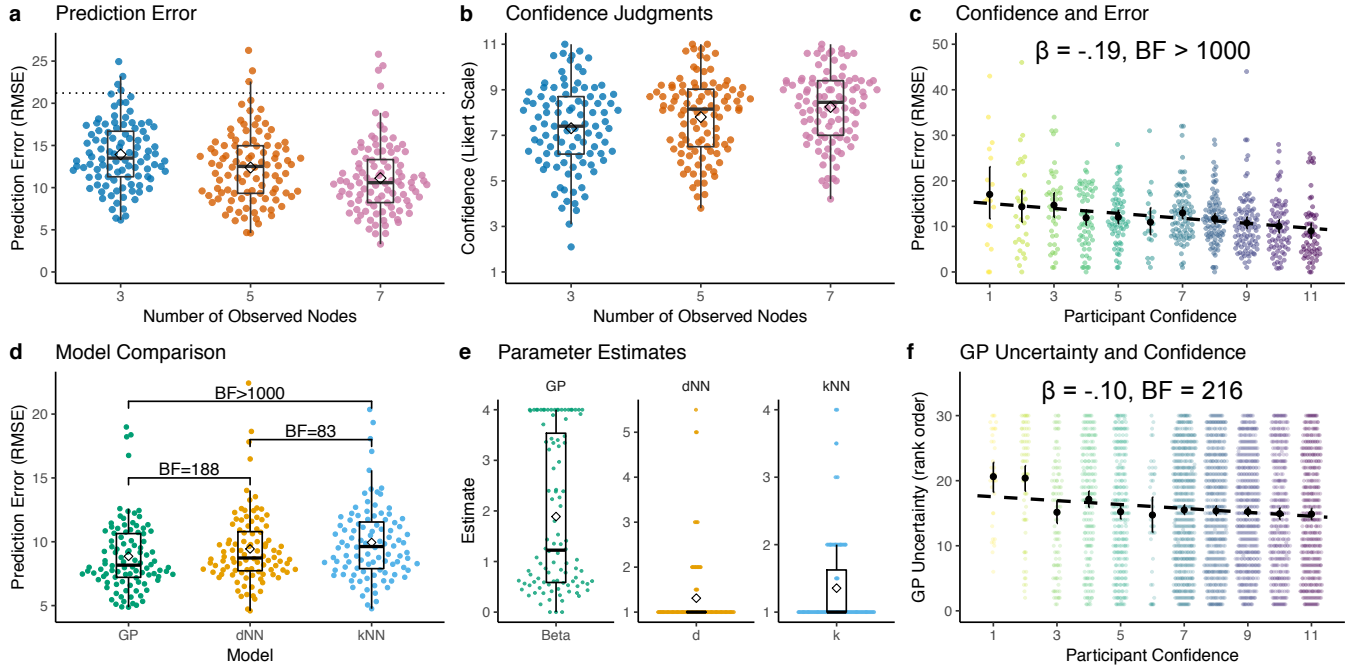 a Prediction Error
Prediction Error (RMSE)
25
20
15
10
5
0
3 5 7
Number of Observed Nodes
b Confidence Judgments
Confidence (Likert Scale)
11
9
7
5
3
1
3 5 7
Number of Observed Nodes
c Confidence and Error
β = -.19, BF > 1000
Prediction Error (RMSE)
50
40
30
20
10
0
1 3 5 7 9 11
Participant Confidence
d Model Comparison
BF>1000
BF=83
BF=188
Prediction Error (RMSE)
20
15
10
5
GP dNN kNN
Model
e Parameter Estimates
Estimate
GP
4
3
2
1
0
Beta
dNN
5
4
3
2
1
d
kNN
4
3
2
1
k
f GP Uncertainty and Confidence
β = -.10, BF = 216
GP Uncertainty (rank order)
30
20
10
0
1 3 5 7 9 11
Participant Confidence